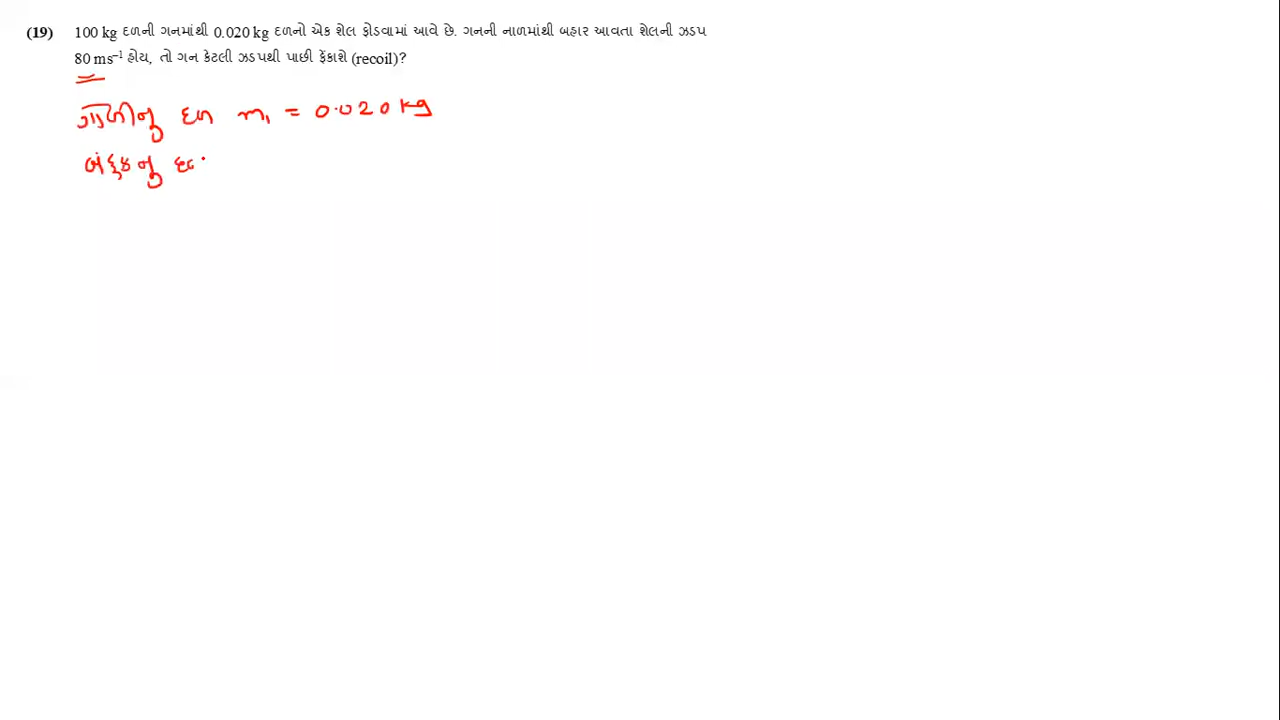 (19) 100 kg દળની ગનમાંથી 0.020 kg દળનો એક શેલ ફોડવામાં આવે છે. ગનની નાળમાંથી બહાર આવતા શેલની ઝડપ
80 ms⁻¹ હોય, તો ગન કેટલી ઝડપથી પાછી ફેંકાશે (recoil)?
ગોળીનુ દળ m₁ = 0.020 kg
બંદુકનુ